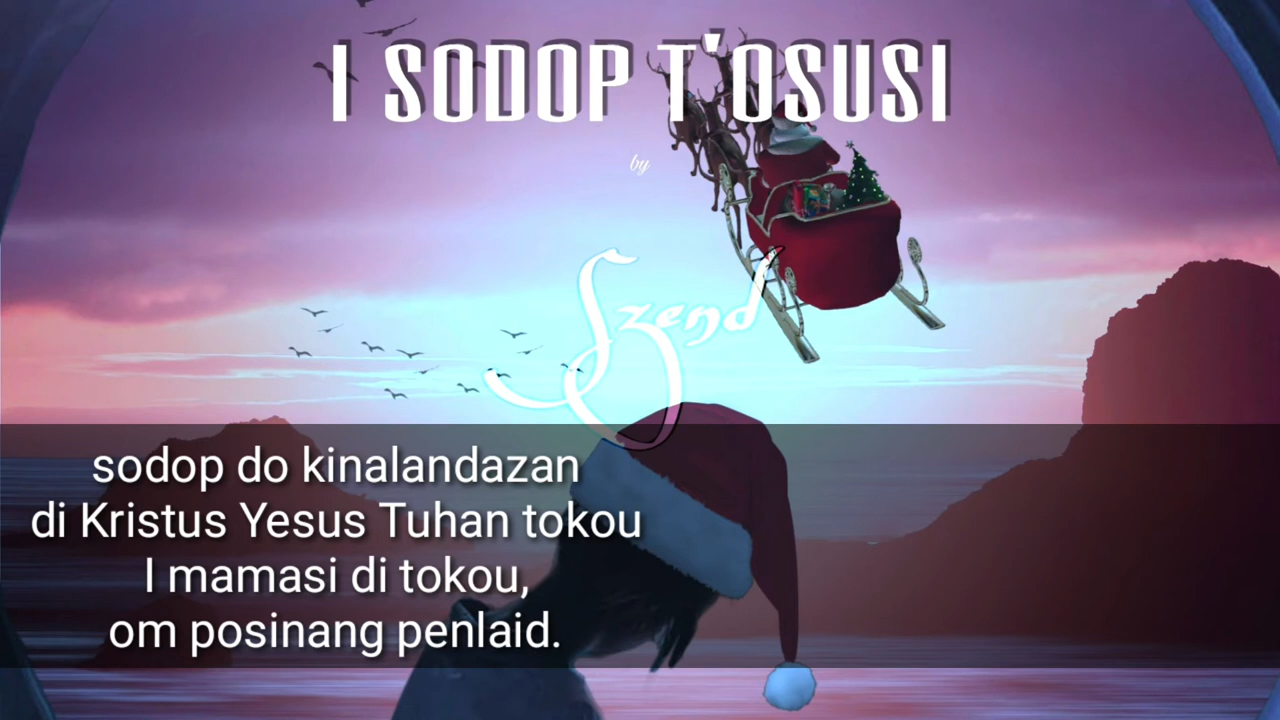 I SODOP T'OSUSI
by
Szend
sodop do kinalandazan
di Kristus Yesus Tuhan tokou
I mamasi di tokou,
om posinang penlaid.